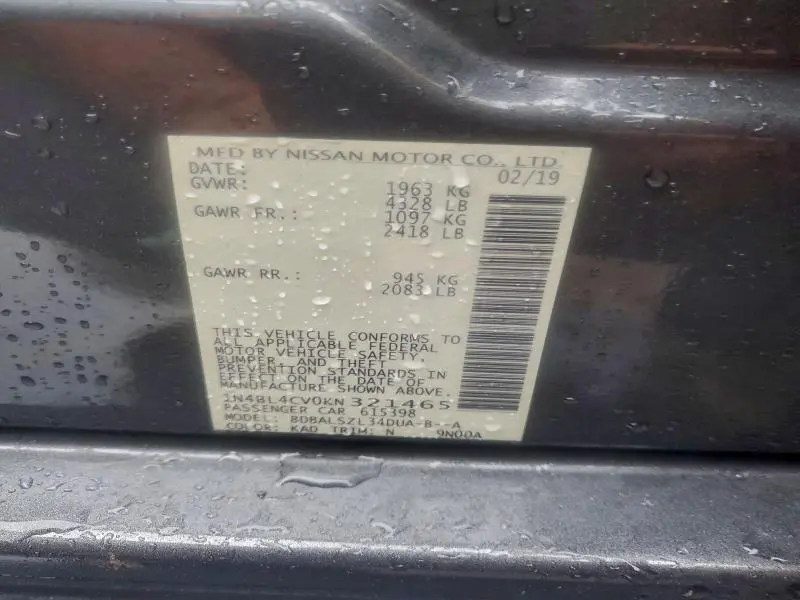 MFD BY NISSAN MOTOR CO., LTD.
DATE: 02/19
GVWR: 1963 KG
4328 LB
GAWR FR.: 1097 KG
2418 LB
GAWR RR.: 945 KG
2083 LB
THIS VEHICLE CONFORMS TO
ALL APPLICABLE FEDERAL
MOTOR VEHICLE SAFETY,
BUMPER, AND THEFT
PREVENTION STANDARDS IN
EFFECT ON THE DATE OF
MANUFACTURE SHOWN ABOVE.
1N4BL4CV0KN321465
PASSENGER CAR 615398
MODEL: BDBALSZL34DUA-B--A
COLOR: KAD TRIM: N 9N00A